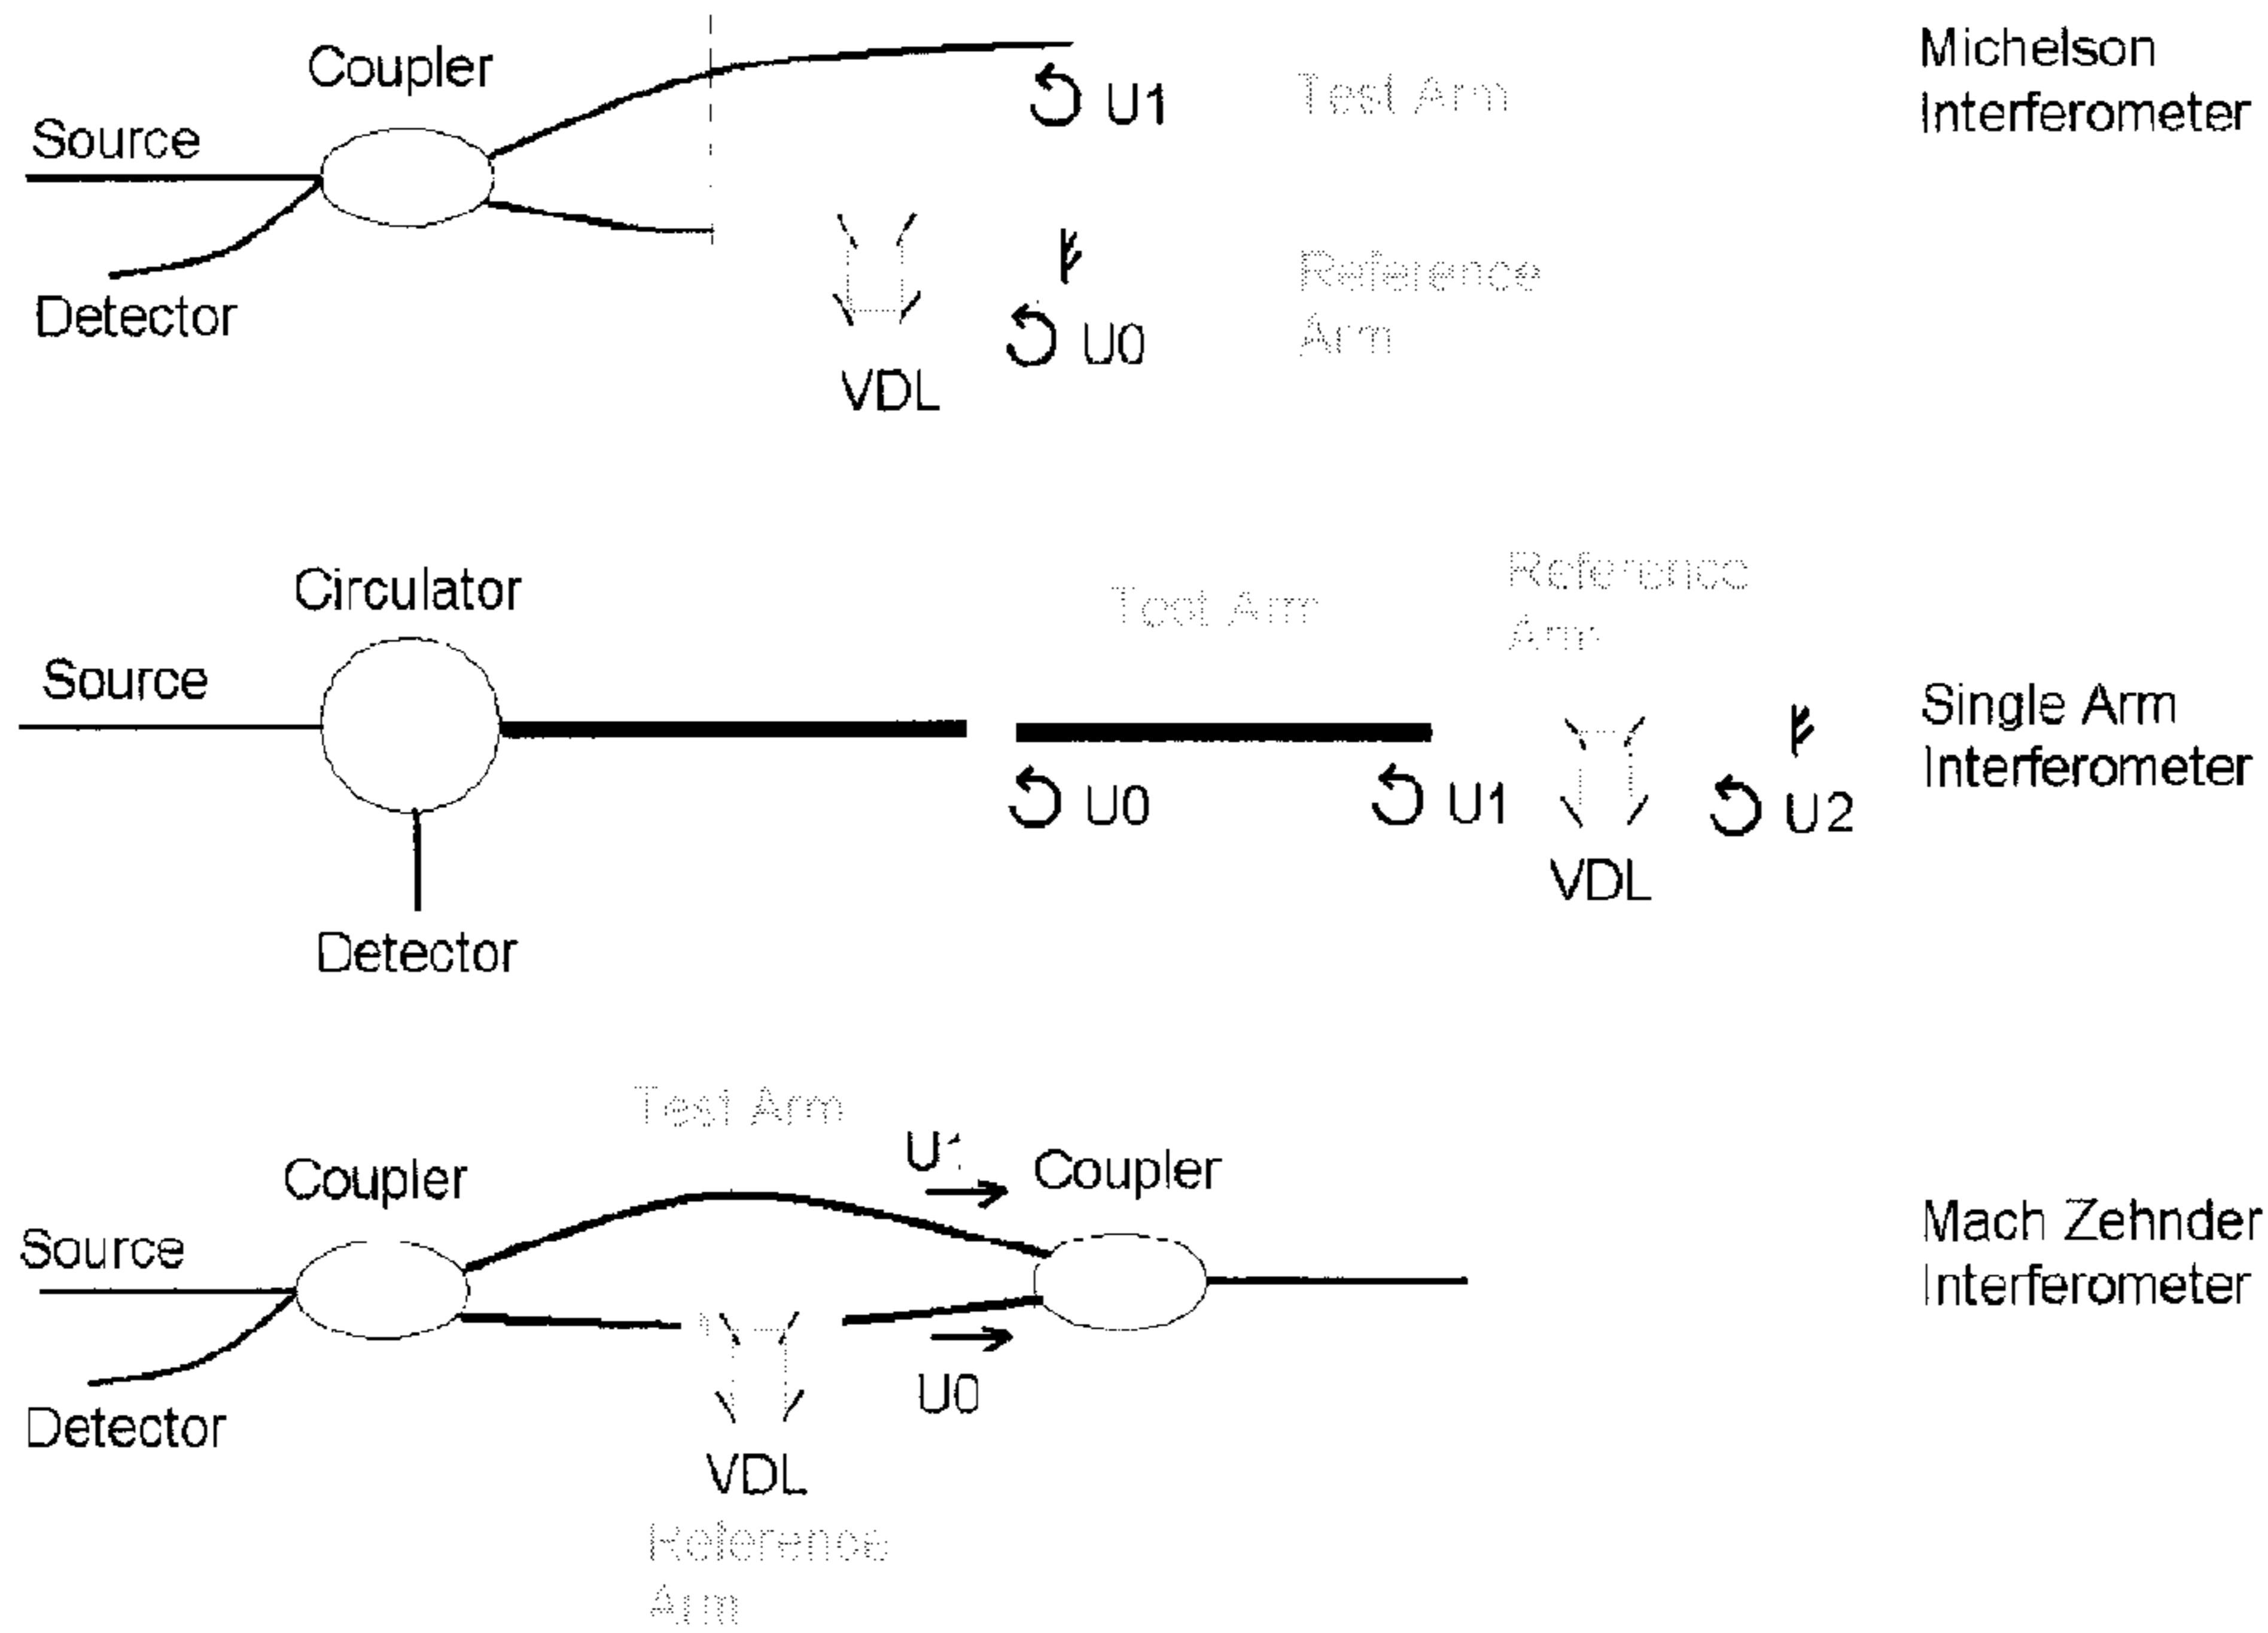 Coupler
Michelson
Interferometer
Source
U1
Test Arm
Detector
Reference
Arm
U0
VDL
Circulator
Reference
Arm
Test Arm
Source
Single Arm
Interferometer
U0
U1
U2
VDL
Detector
Test Arm
U1
Coupler
Coupler
Mach Zehnder
Interferometer
Source
U0
Detector
VDL
Reference
Arm